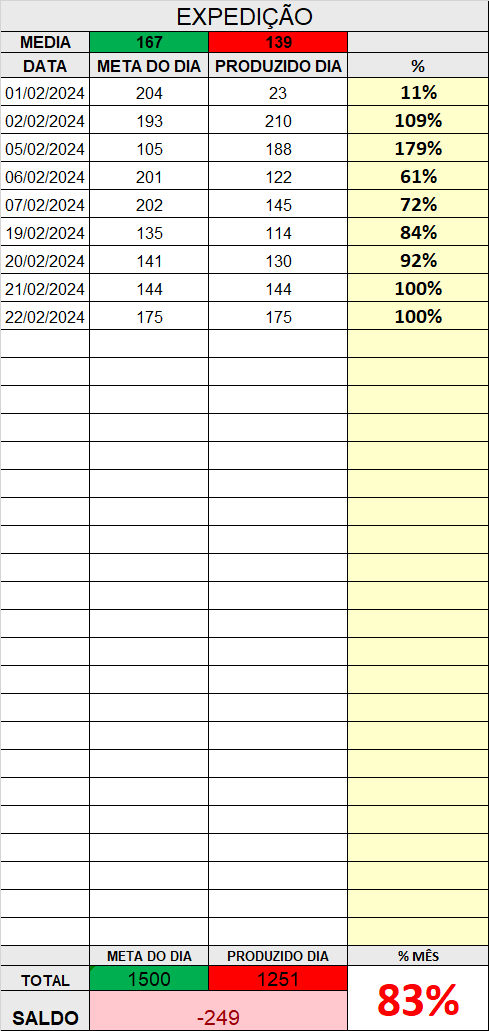 EXPEDIÇÃO
MEDIA 167 139
DATA META DO DIA PRODUZIDO DIA %
01/02/2024 204 23 11%
02/02/2024 193 210 109%
05/02/2024 105 188 179%
06/02/2024 201 122 61%
07/02/2024 202 145 72%
19/02/2024 135 114 84%
20/02/2024 141 130 92%
21/02/2024 144 144 100%
22/02/2024 175 175 100%
META DO DIA PRODUZIDO DIA % MÊS
TOTAL 1500 1251 83%
SALDO -249